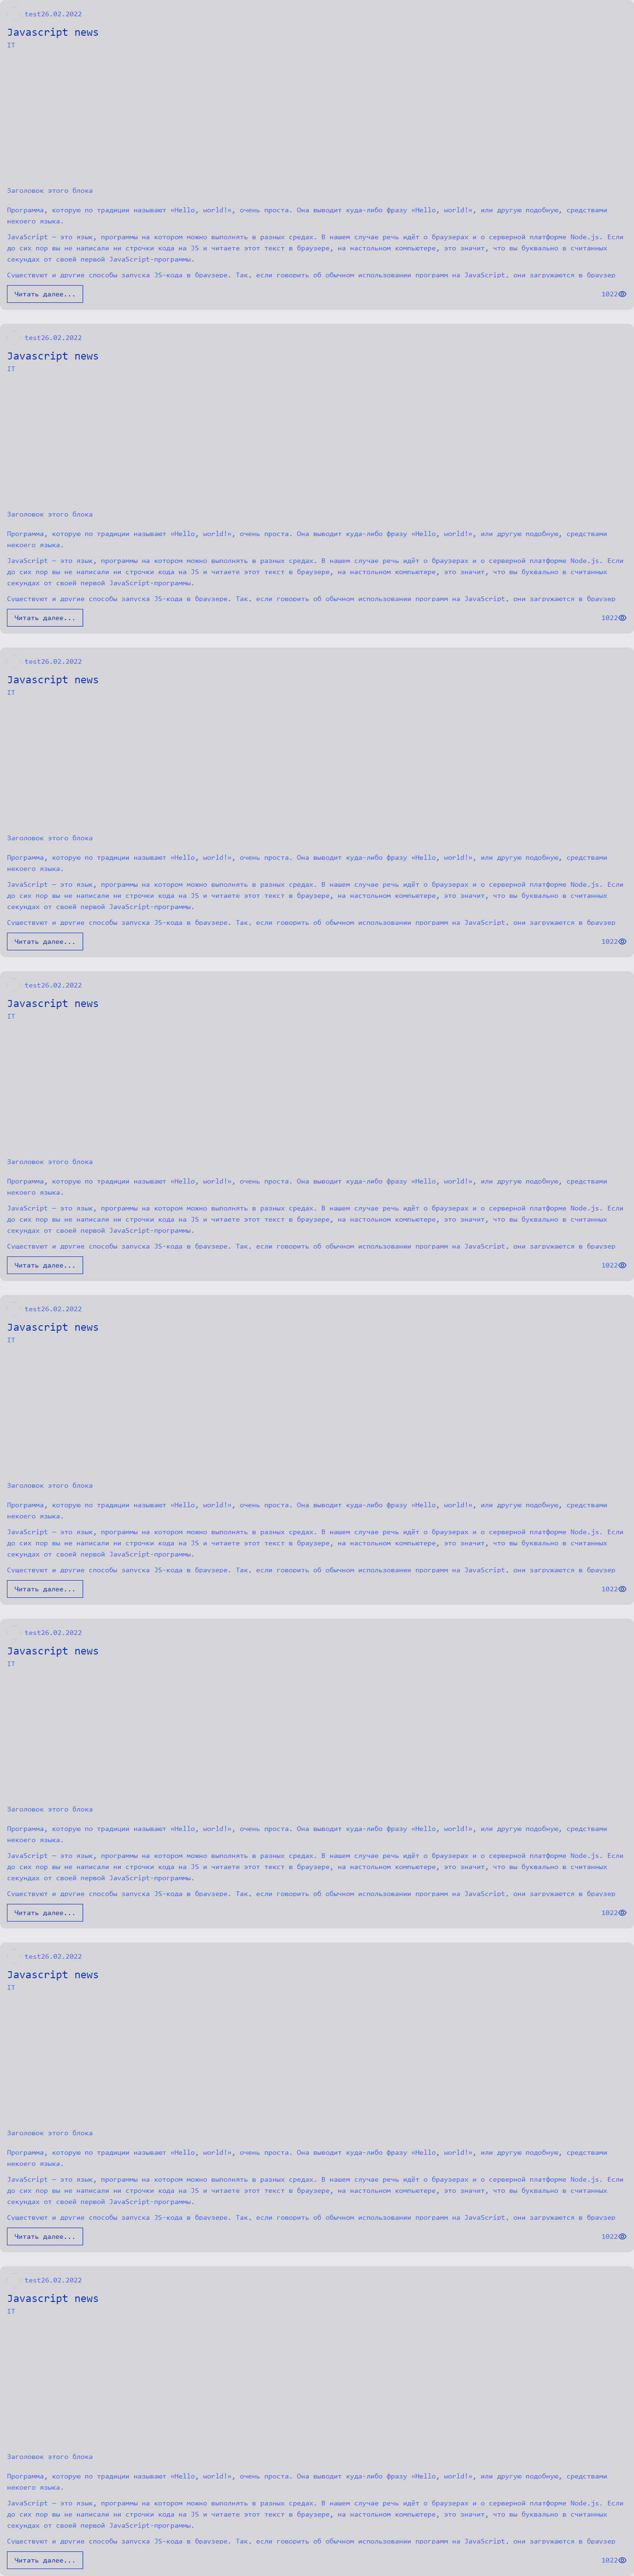 test26.02.2022
Javascript news
IT
Заголовок этого блока
Программа, которую по традиции называют «Hello, world!», очень проста. Она выводит куда-либо фразу «Hello, world!», или другую подобную, средствами
некоего языка.
JavaScript — это язык, программы на котором можно выполнять в разных средах. В нашем случае речь идёт о браузерах и о серверной платформе Node.js. Если
до сих пор вы не написали ни строчки кода на JS и читаете этот текст в браузере, на настольном компьютере, это значит, что вы буквально в считанных
секундах от своей первой JavaScript-программы.
Существуют и другие способы запуска JS-кода в браузере. Так, если говорить об обычном использовании программ на JavaScript, они загружаются в браузер
Читать далее... 1022
test26.02.2022
Javascript news
IT
Заголовок этого блока
Программа, которую по традиции называют «Hello, world!», очень проста. Она выводит куда-либо фразу «Hello, world!», или другую подобную, средствами
некоего языка.
JavaScript — это язык, программы на котором можно выполнять в разных средах. В нашем случае речь идёт о браузерах и о серверной платформе Node.js. Если
до сих пор вы не написали ни строчки кода на JS и читаете этот текст в браузере, на настольном компьютере, это значит, что вы буквально в считанных
секундах от своей первой JavaScript-программы.
Существуют и другие способы запуска JS-кода в браузере. Так, если говорить об обычном использовании программ на JavaScript, они загружаются в браузер
Читать далее... 1022
test26.02.2022
Javascript news
IT
Заголовок этого блока
Программа, которую по традиции называют «Hello, world!», очень проста. Она выводит куда-либо фразу «Hello, world!», или другую подобную, средствами
некоего языка.
JavaScript — это язык, программы на котором можно выполнять в разных средах. В нашем случае речь идёт о браузерах и о серверной платформе Node.js. Если
до сих пор вы не написали ни строчки кода на JS и читаете этот текст в браузере, на настольном компьютере, это значит, что вы буквально в считанных
секундах от своей первой JavaScript-программы.
Существуют и другие способы запуска JS-кода в браузере. Так, если говорить об обычном использовании программ на JavaScript, они загружаются в браузер
Читать далее... 1022
test26.02.2022
Javascript news
IT
Заголовок этого блока
Программа, которую по традиции называют «Hello, world!», очень проста. Она выводит куда-либо фразу «Hello, world!», или другую подобную, средствами
некоего языка.
JavaScript — это язык, программы на котором можно выполнять в разных средах. В нашем случае речь идёт о браузерах и о серверной платформе Node.js. Если
до сих пор вы не написали ни строчки кода на JS и читаете этот текст в браузере, на настольном компьютере, это значит, что вы буквально в считанных
секундах от своей первой JavaScript-программы.
Существуют и другие способы запуска JS-кода в браузере. Так, если говорить об обычном использовании программ на JavaScript, они загружаются в браузер
Читать далее... 1022
test26.02.2022
Javascript news
IT
Заголовок этого блока
Программа, которую по традиции называют «Hello, world!», очень проста. Она выводит куда-либо фразу «Hello, world!», или другую подобную, средствами
некоего языка.
JavaScript — это язык, программы на котором можно выполнять в разных средах. В нашем случае речь идёт о браузерах и о серверной платформе Node.js. Если
до сих пор вы не написали ни строчки кода на JS и читаете этот текст в браузере, на настольном компьютере, это значит, что вы буквально в считанных
секундах от своей первой JavaScript-программы.
Существуют и другие способы запуска JS-кода в браузере. Так, если говорить об обычном использовании программ на JavaScript, они загружаются в браузер
Читать далее... 1022
test26.02.2022
Javascript news
IT
Заголовок этого блока
Программа, которую по традиции называют «Hello, world!», очень проста. Она выводит куда-либо фразу «Hello, world!», или другую подобную, средствами
некоего языка.
JavaScript — это язык, программы на котором можно выполнять в разных средах. В нашем случае речь идёт о браузерах и о серверной платформе Node.js. Если
до сих пор вы не написали ни строчки кода на JS и читаете этот текст в браузере, на настольном компьютере, это значит, что вы буквально в считанных
секундах от своей первой JavaScript-программы.
Существуют и другие способы запуска JS-кода в браузере. Так, если говорить об обычном использовании программ на JavaScript, они загружаются в браузер
Читать далее... 1022
test26.02.2022
Javascript news
IT
Заголовок этого блока
Программа, которую по традиции называют «Hello, world!», очень проста. Она выводит куда-либо фразу «Hello, world!», или другую подобную, средствами
некоего языка.
JavaScript — это язык, программы на котором можно выполнять в разных средах. В нашем случае речь идёт о браузерах и о серверной платформе Node.js. Если
до сих пор вы не написали ни строчки кода на JS и читаете этот текст в браузере, на настольном компьютере, это значит, что вы буквально в считанных
секундах от своей первой JavaScript-программы.
Существуют и другие способы запуска JS-кода в браузере. Так, если говорить об обычном использовании программ на JavaScript, они загружаются в браузер
Читать далее... 1022
test26.02.2022
Javascript news
IT
Заголовок этого блока
Программа, которую по традиции называют «Hello, world!», очень проста. Она выводит куда-либо фразу «Hello, world!», или другую подобную, средствами
некоего языка.
JavaScript — это язык, программы на котором можно выполнять в разных средах. В нашем случае речь идёт о браузерах и о серверной платформе Node.js. Если
до сих пор вы не написали ни строчки кода на JS и читаете этот текст в браузере, на настольном компьютере, это значит, что вы буквально в считанных
секундах от своей первой JavaScript-программы.
Существуют и другие способы запуска JS-кода в браузере. Так, если говорить об обычном использовании программ на JavaScript, они загружаются в браузер
Читать далее... 1022